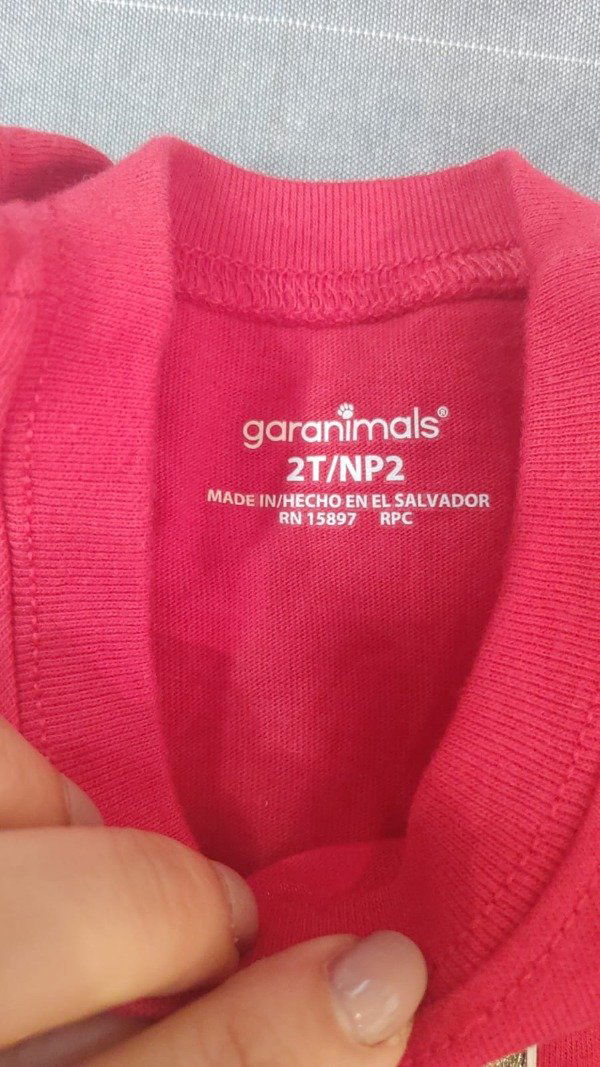 garanimals®
2T/NP2
MADE IN/HECHO EN EL SALVADOR
RN 15897 RPC